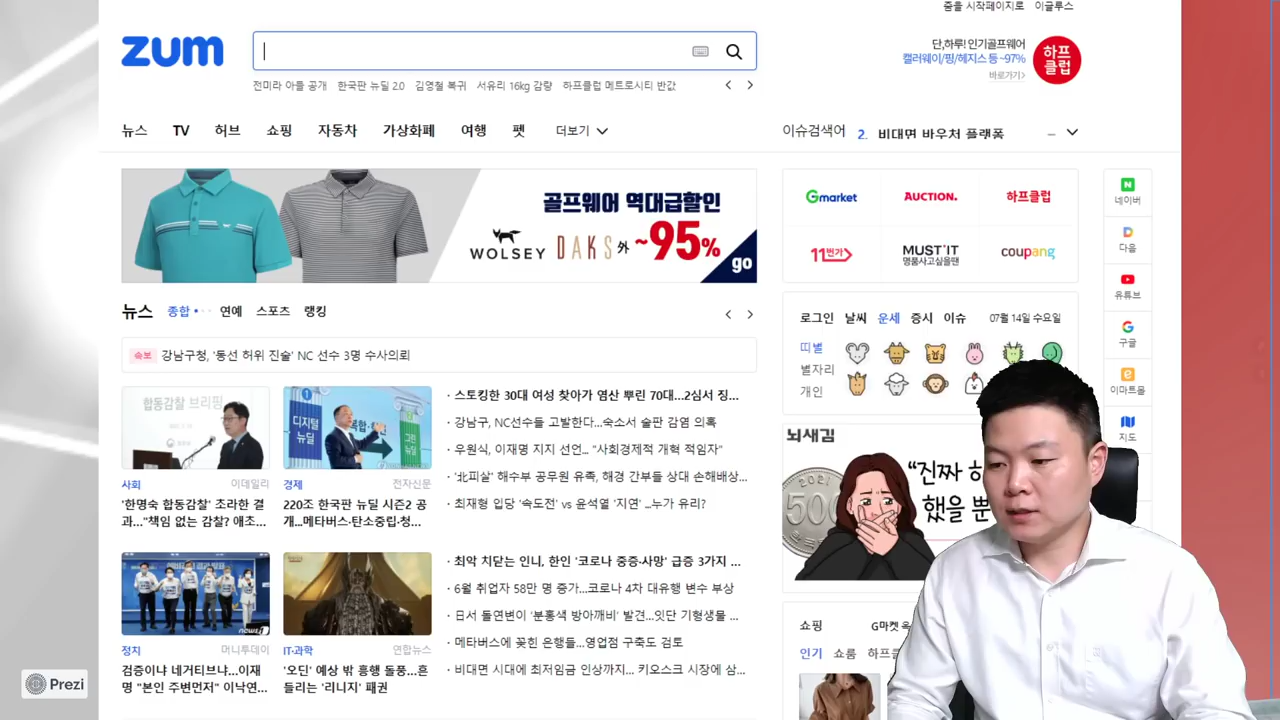 줌을 시작페이지로 이글루스
zum
단,하루! 인기골프웨어
컬러웨이/핑/헤지스 등 ~97%
바로가기>
하프
클럽
전미라 아들 공개 한국판 뉴딜 2.0 김영철 복귀 서유리 16kg 감량 하프클럽 메트로시티 반값
뉴스 TV 허브 쇼핑 자동차 가상화폐 여행 펫 더보기
이슈검색어 2. 비대면 바우처 플랫폼
골프웨어 역대급할인
WOLSEY DAKS 外 ~95%
go
Gmarket AUCTION. 하프클럽
11번가 MUST'IT coupang
명품사고싶을땐
네이버
다음
유튜브
구글
이마트몰
지도
뉴스 종합 연예 스포츠 랭킹
속보 강남구청, '동선 허위 진술' NC 선수 3명 수사의뢰
로그인 날씨 운세 증시 이슈 07월 14일 수요일
띠별
별자리
개인
합동감찰 브리핑
디지털
뉴딜
그린
뉴딜
사회 이데일리
'한명숙 합동감찰' 초라한 결
과..."책임 없는 감찰? 애초...
경제 전자신문
220조 한국판 뉴딜 시즌2 공
개...메타버스·탄소중립·청...
· 스토킹한 30대 여성 찾아가 염산 뿌린 70대...2심서 징...
· 강남구, NC선수들 고발한다...숙소서 술판 감염 의혹
· 우원식, 이재명 지지 선언... "사회경제적 개혁 적임자"
· '北피살' 해수부 공무원 유족, 해경 간부들 상대 손해배상...
· 최재형 입당 '속도전' vs 윤석열 '지연' ...누가 유리?
뇌새김
2021
500
"진짜 하
했을 뿐
news1
정치 머니투데이
검증이냐 네거티브냐...이재
명 "본인 주변먼저" 이낙연...
IT·과학 연합뉴스
'오딘' 예상 밖 흥행 돌풍...흔
들리는 '리니지' 패권
· 최악 치닫는 인니, 한인 '코로나 중증·사망' 급증 3가지 ...
· 6월 취업자 58만 명 증가...코로나 4차 대유행 변수 부상
· 日서 돌연변이 '분홍색 방아깨비' 발견...잇단 기형생물 ...
· 메타버스에 꽂힌 은행들...영업점 구축도 검토
· 비대면 시대에 최저임금 인상까지... 키오스크 시장에 삼...
쇼핑 G마켓 옥
인기 쇼룸 하프클
Prezi